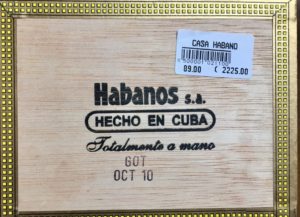 CASA HABANO
89.00 € 2225.00
Habanos s.a.
HECHO EN CUBA
Totalmente a mano
GOT
OCT 10